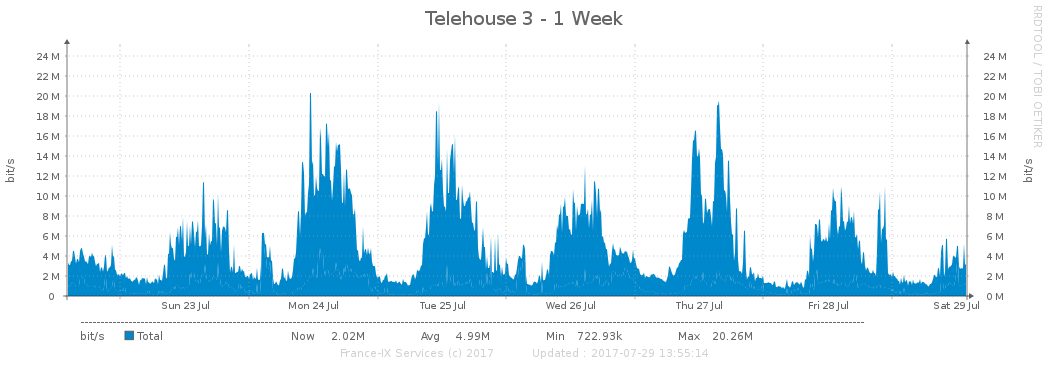 Telehouse 3 - 1 Week
RRDTOOL / TOBI OETIKER
bit/s
bit/s
24 M 24 M
22 M 22 M
20 M 20 M
18 M 18 M
16 M 16 M
14 M 14 M
12 M 12 M
10 M 10 M
8 M 8 M
6 M 6 M
4 M 4 M
2 M 2 M
0 0 M
Sun 23 Jul Mon 24 Jul Tue 25 Jul Wed 26 Jul Thu 27 Jul Fri 28 Jul Sat 29 Jul
bit/s Total Now 2.02M Avg 4.99M Min 722.93k Max 20.26M
France-IX Services (c) 2017 Updated : 2017-07-29 13:55:14